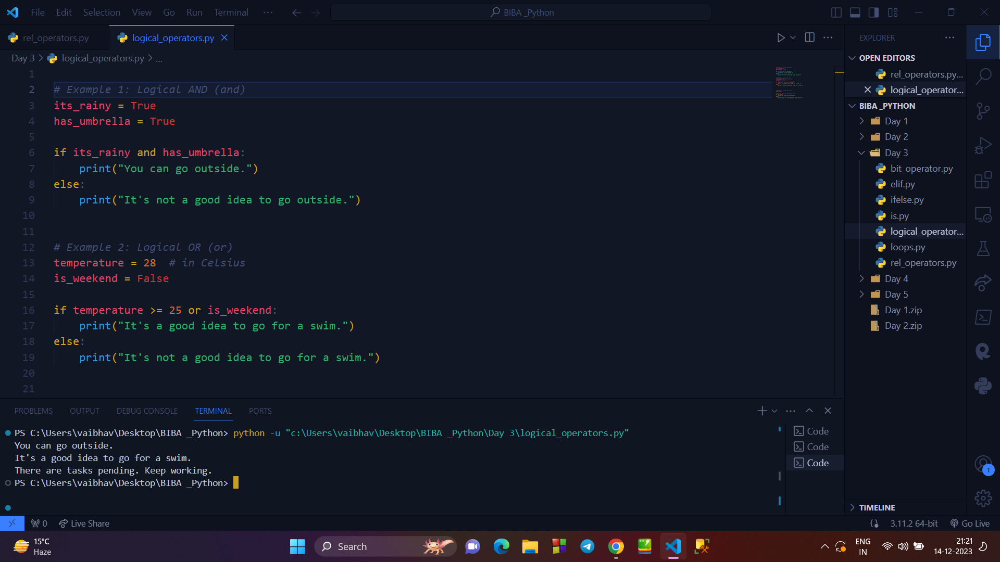 File Edit Selection View Go Run Terminal ...
BIBA _Python
rel_operators.py
logical_operators.py
Day 3 > logical_operators.py > ...
1
2 # Example 1: Logical AND (and)
3 its_rainy = True
4 has_umbrella = True
5
6 if its_rainy and has_umbrella:
7 print("You can go outside.")
8 else:
9 print("It's not a good idea to go outside.")
10
11
12 # Example 2: Logical OR (or)
13 temperature = 28 # in Celsius
14 is_weekend = False
15
16 if temperature >= 25 or is_weekend:
17 print("It's a good idea to go for a swim.")
18 else:
19 print("It's not a good idea to go for a swim.")
20
21
PROBLEMS OUTPUT DEBUG CONSOLE TERMINAL PORTS
PS C:\Users\vaibhav\Desktop\BIBA _Python> python -u "c:\Users\vaibhav\Desktop\BIBA _Python\Day 3\logical_operators.py"
You can go outside.
It's a good idea to go for a swim.
There are tasks pending. Keep working.
PS C:\Users\vaibhav\Desktop\BIBA _Python>
Code
Code
Code
EXPLORER
OPEN EDITORS
rel_operators.py...
logical_operator...
BIBA _PYTHON
Day 1
Day 2
Day 3
bit_operator.py
elif.py
ifelse.py
is.py
logical_operator...
loops.py
rel_operators.py
Day 4
Day 5
Day 1.zip
Day 2.zip
TIMELINE
1
0 Live Share
3.11.2 64-bit Go Live
15°C
Haze
Search
ENG
IN
21:21
14-12-2023